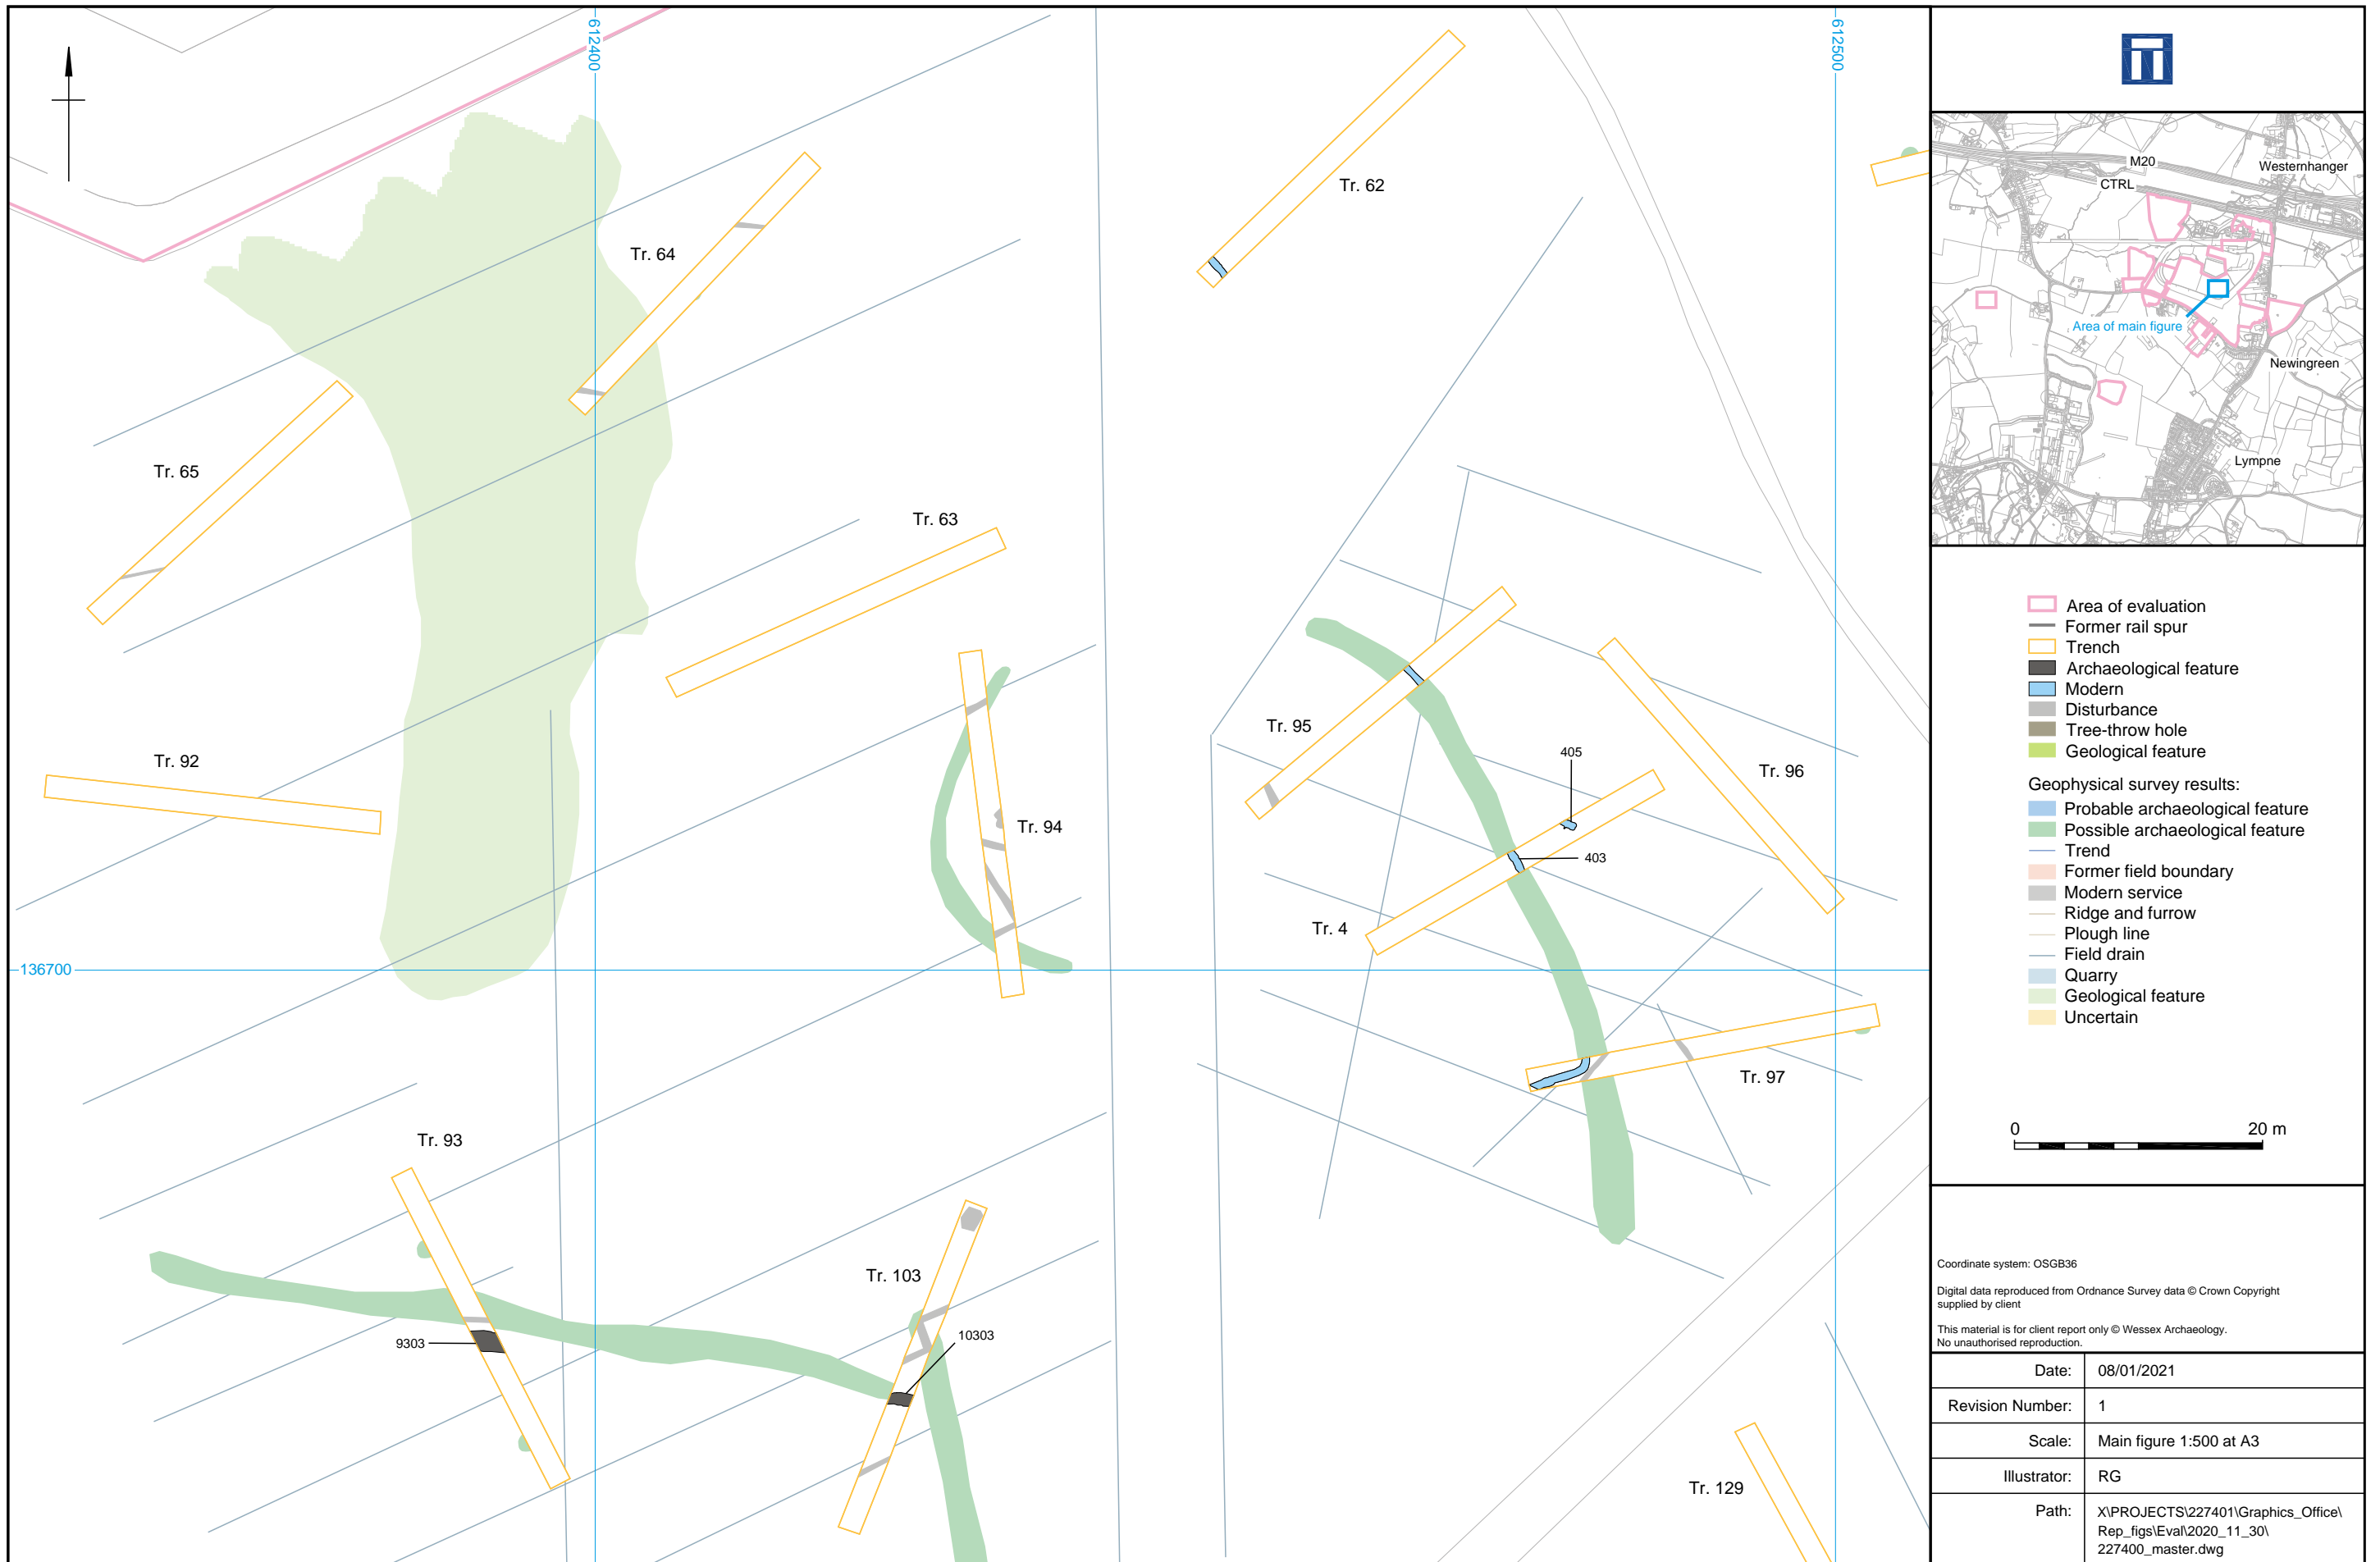 612400
612500
Tr. 62
Tr. 64
Tr. 65
Tr. 63
Tr. 95
Tr. 92
405
Tr. 96
Tr. 94
403
Tr. 4
136700
Tr. 97
Tr. 93
Tr. 103
9303
10303
Tr. 129
M20
Westernhanger
CTRL
Area of main figure
Newingreen
Lympne
Area of evaluation
Former rail spur
Trench
Archaeological feature
Modern
Disturbance
Tree-throw hole
Geological feature
Geophysical survey results:
Probable archaeological feature
Possible archaeological feature
Trend
Former field boundary
Modern service
Ridge and furrow
Plough line
Field drain
Quarry
Geological feature
Uncertain
0 20 m
Coordinate system: OSGB36
Digital data reproduced from Ordnance Survey data © Crown Copyright
supplied by client
This material is for client report only © Wessex Archaeology.
No unauthorised reproduction.
Date: 08/01/2021
Revision Number: 1
Scale: Main figure 1:500 at A3
Illustrator: RG
Path: X\PROJECTS\227401\Graphics_Office\
Rep_figs\Eval\2020_11_30\
227400_master.dwg